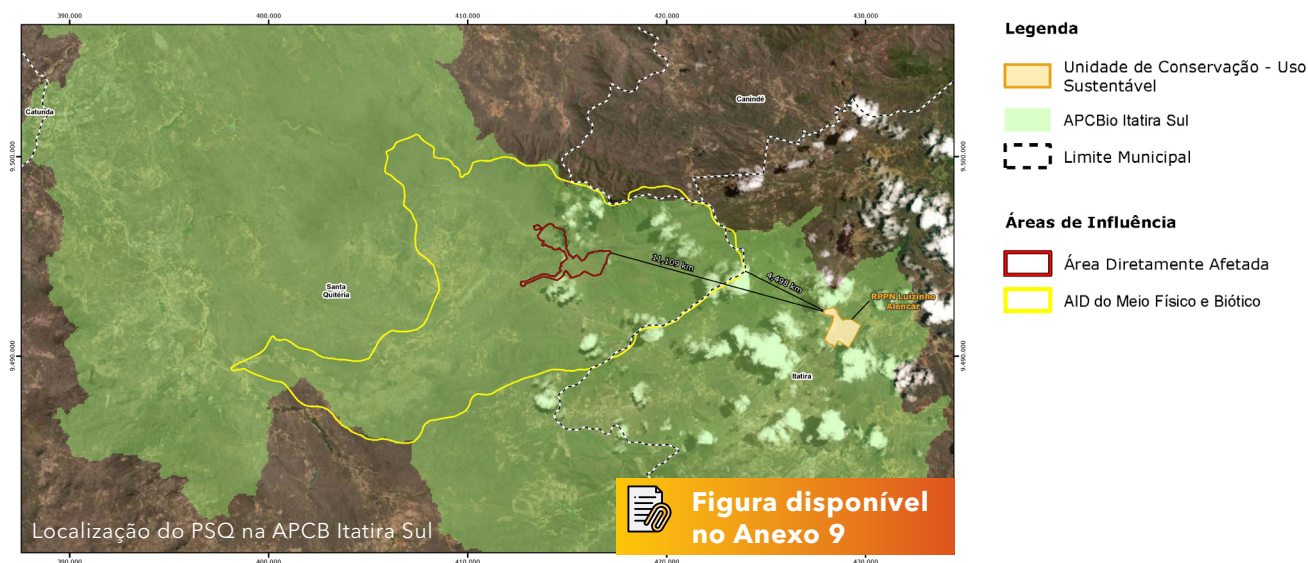 390.000
400.000
410.000
420.000
430.000
9.500.000
9.500.000
Catunda
Canindé
Santa
Quitéria
11,109 km
4,498 km
RPPN Luizinho
Alencar
9.490.000
9.490.000
Itatira
Localização do PSQ na APCB Itatira Sul
Figura disponível
no Anexo 9
390.000
400.000
410.000
420.000
430.000
Legenda
Unidade de Conservação - Uso
Sustentável
APCBio Itatira Sul
Limite Municipal
Áreas de Influência
Área Diretamente Afetada
AID do Meio Físico e Biótico